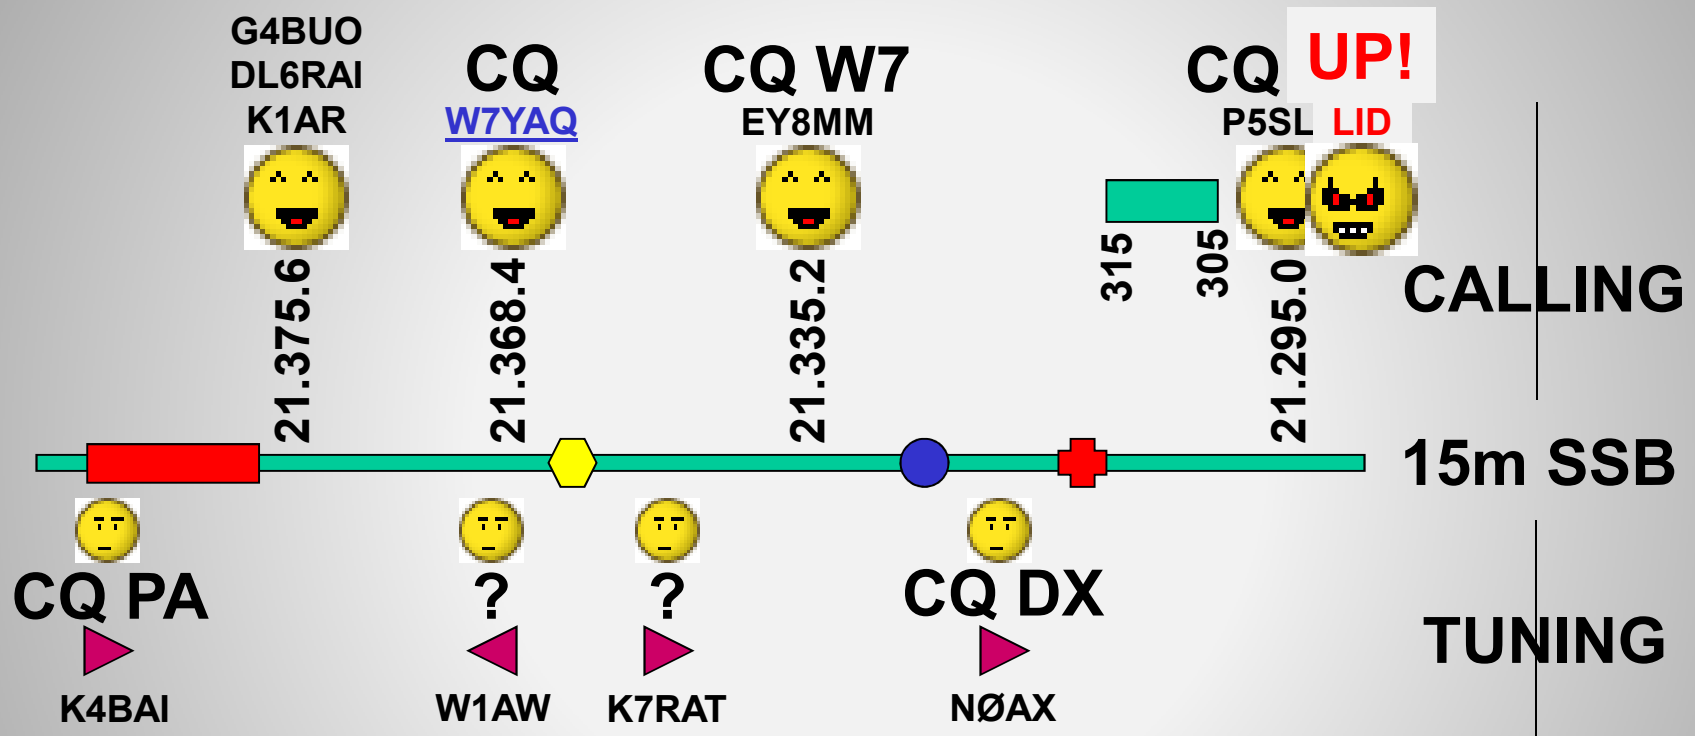 G4BUO
DL6RAI
K1AR
CQ
W7YAQ
CQ W7
EY8MM
CQ
UP!
P5SL
LID
21.375.6
21.368.4
21.335.2
315
305
21.295.0
CALLING
15m SSB
CQ PA
?
?
CQ DX
TUNING
K4BAI
W1AW
K7RAT
NØAX